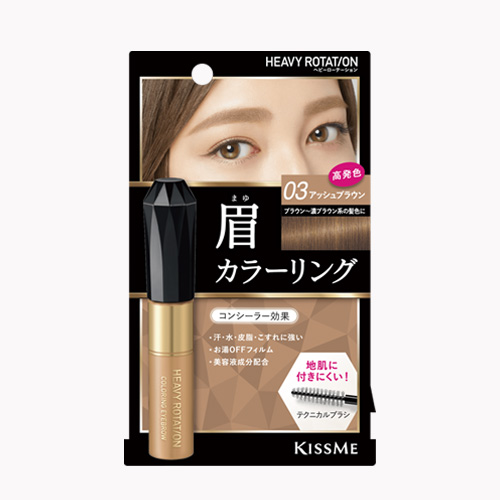 HEAVY ROTATION
ヘビーローテーション
高発色
03 アッシュブラウン
ブラウン～濃ブラウン系の髪色に
まゆ
眉
カラーリング
コンシーラー効果
・汗・水・皮脂・こすれに強い
・お湯OFFフィルム
・美容液成分配合
地肌に
付きにくい!
テクニカルブラシ
HEAVY ROTATION
COLORING EYEBROW
KISSME